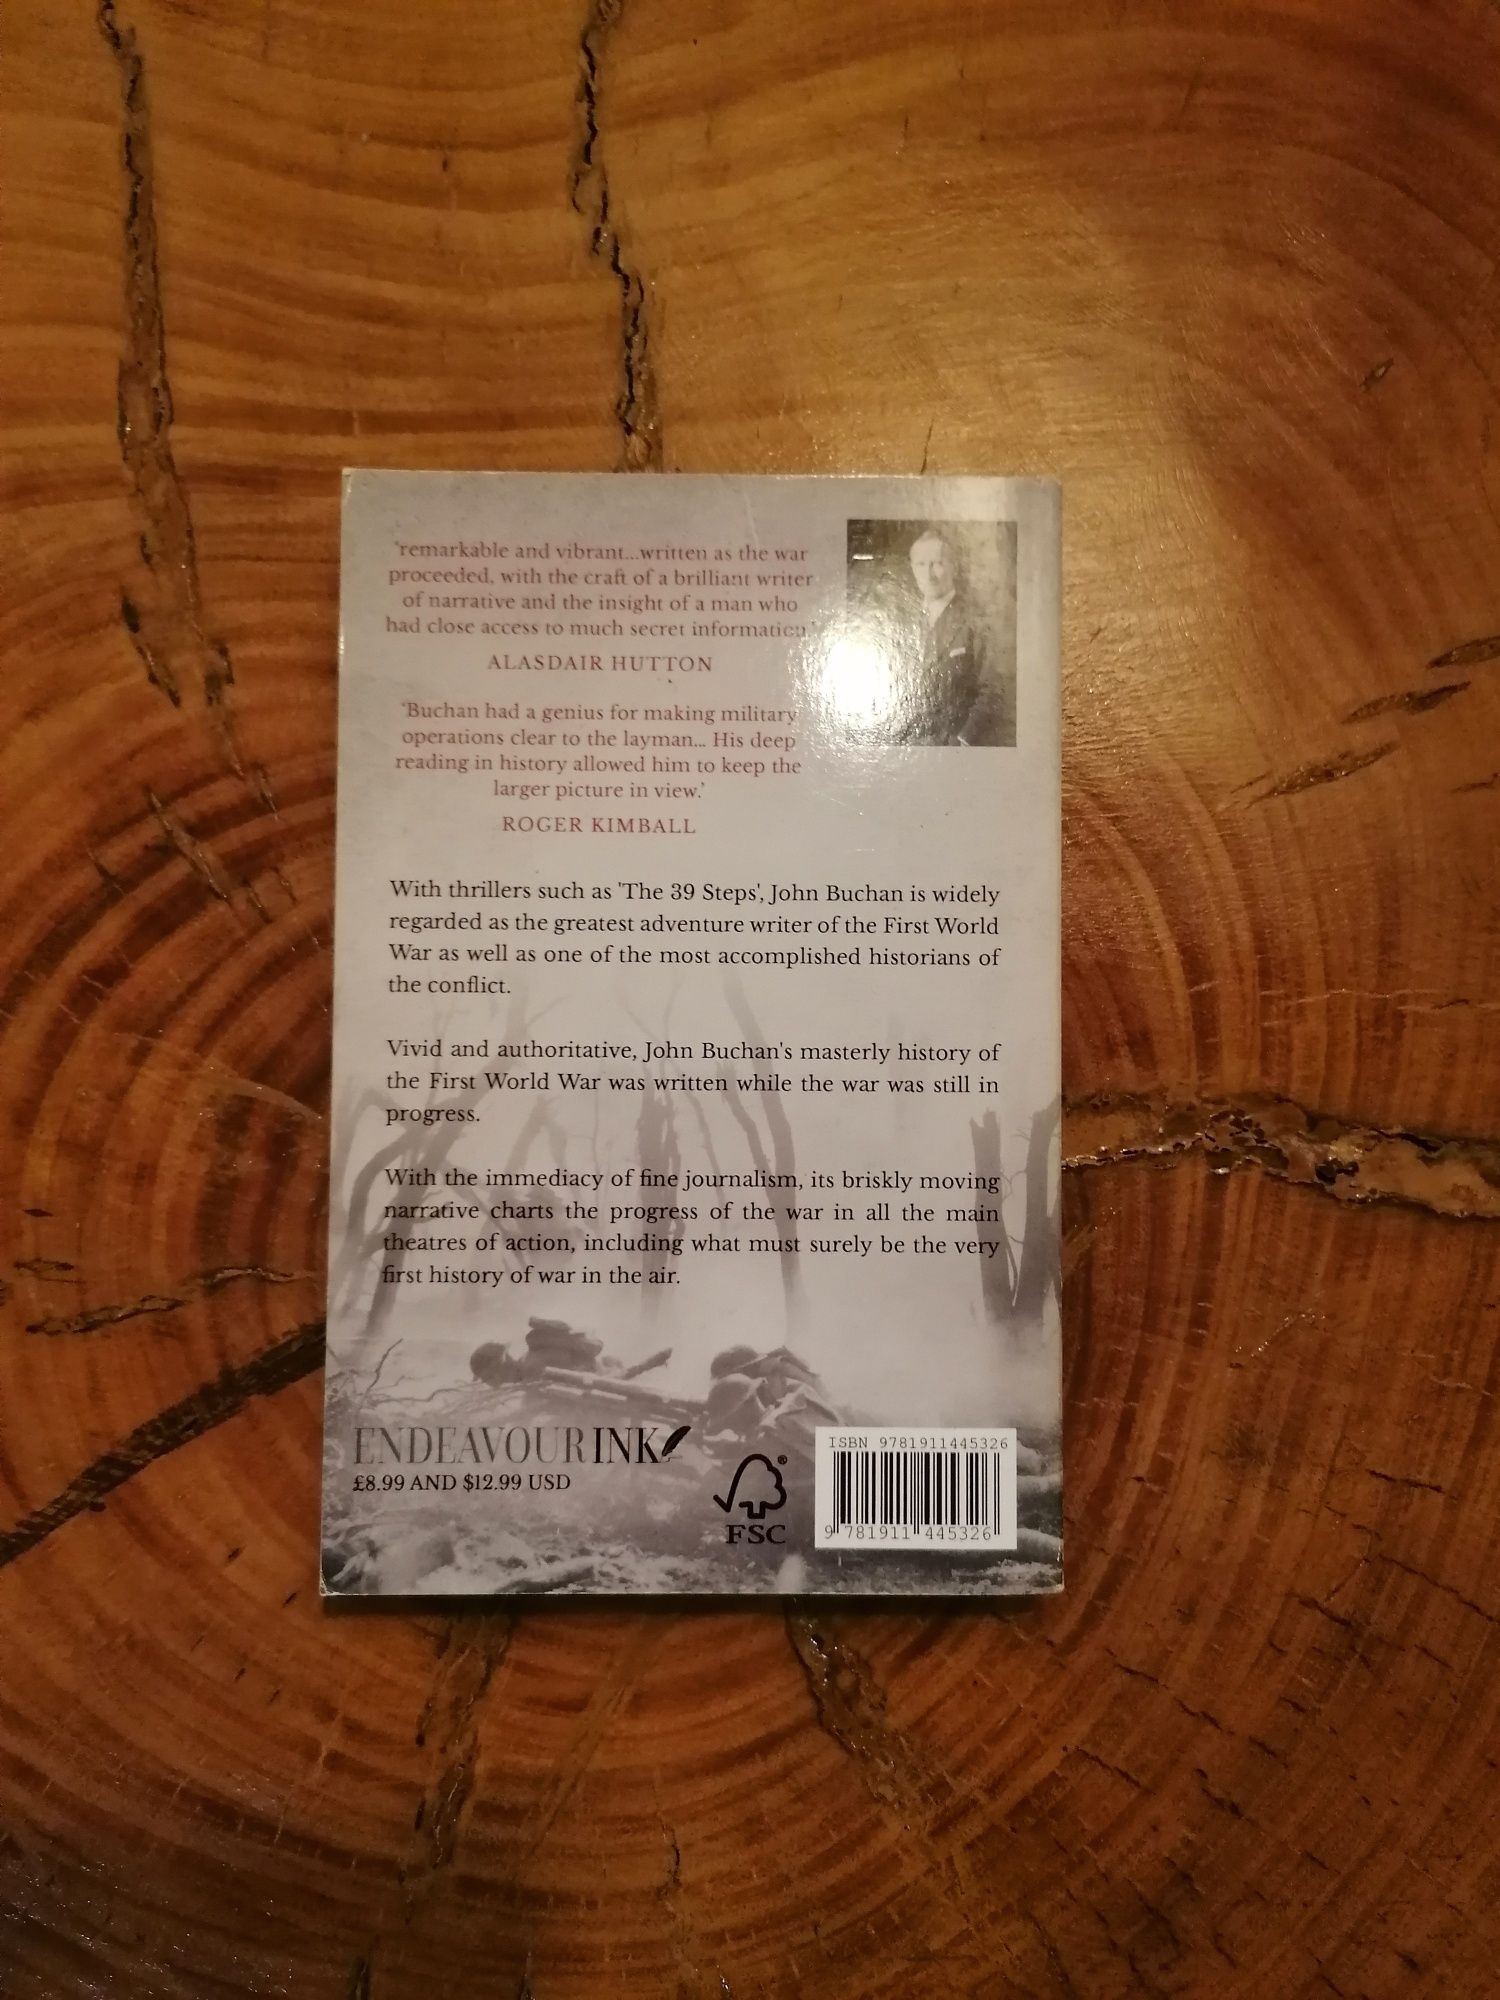 'remarkable and vibrant...written as the war
proceeded, with the craft of a brilliant writer
of narrative and the insight of a man who
had close access to much secret information.'
ALASDAIR HUTTON
'Buchan had a genius for making military
operations clear to the layman... His deep
reading in history allowed him to keep the
larger picture in view.'
ROGER KIMBALL
With thrillers such as 'The 39 Steps', John Buchan is widely
regarded as the greatest adventure writer of the First World
War as well as one of the most accomplished historians of
the conflict.
Vivid and authoritative, John Buchan's masterly history of
the First World War was written while the war was still in
progress.
With the immediacy of fine journalism, its briskly moving
narrative charts the progress of the war in all the main
theatres of action, including what must surely be the very
first history of war in the air.
ENDEAVOUR INK
£8.99 AND $12.99 USD
®
FSC
ISBN 9781911445326
9 781911 445326